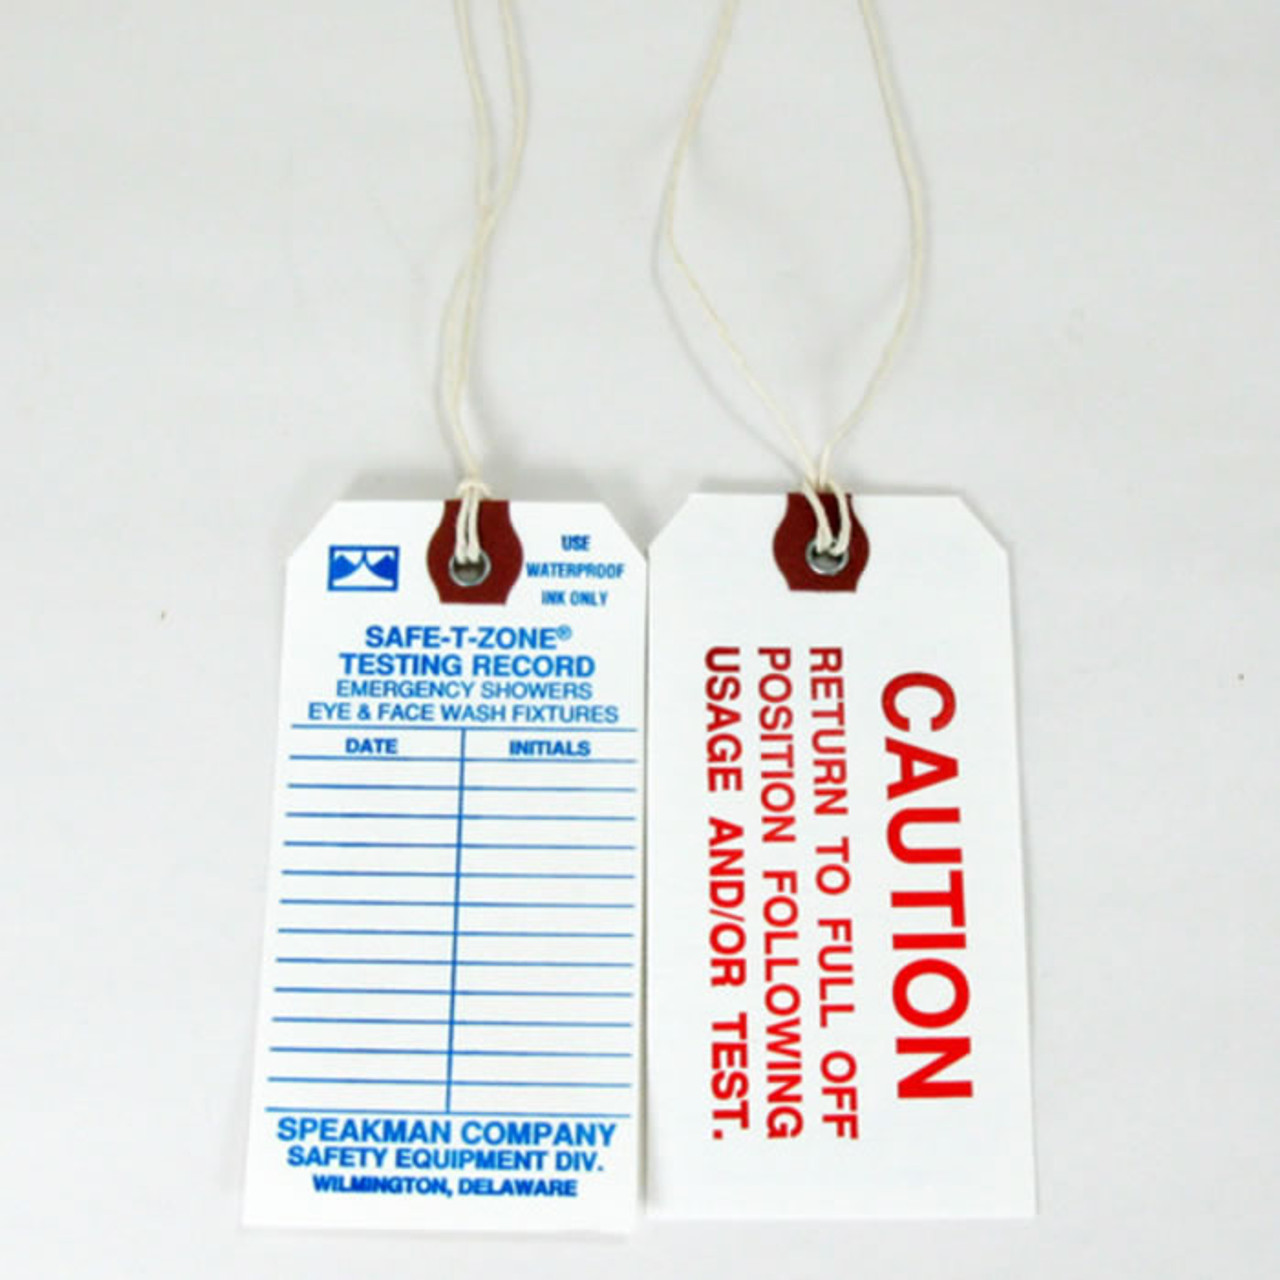 USE
WATERPROOF
INK ONLY
SAFE-T-ZONE®
TESTING RECORD
EMERGENCY SHOWERS
EYE & FACE WASH FIXTURES
DATE INITIALS
SPEAKMAN COMPANY
SAFETY EQUIPMENT DIV.
WILMINGTON, DELAWARE
CAUTION
RETURN TO FULL OFF
POSITION FOLLOWING
USAGE AND/OR TEST.